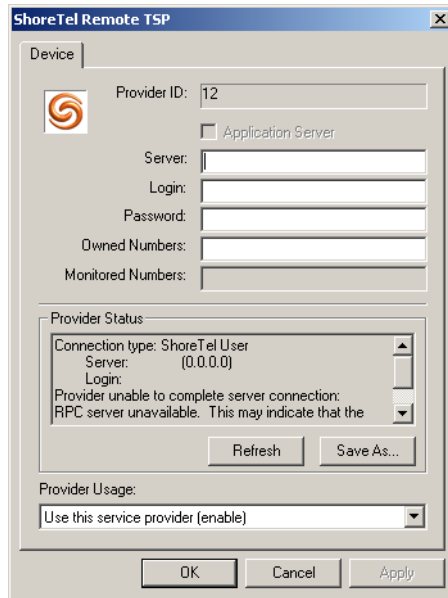 ShoreTel Remote TSP
Device
Provider ID: 12
Application Server
Server:
Login:
Password:
Owned Numbers:
Monitored Numbers:
Provider Status
Connection type: ShoreTel User
Server: (0.0.0.0)
Login:
Provider unable to complete server connection:
RPC server unavailable. This may indicate that the
Refresh Save As...
Provider Usage:
Use this service provider (enable)
OK Cancel Apply